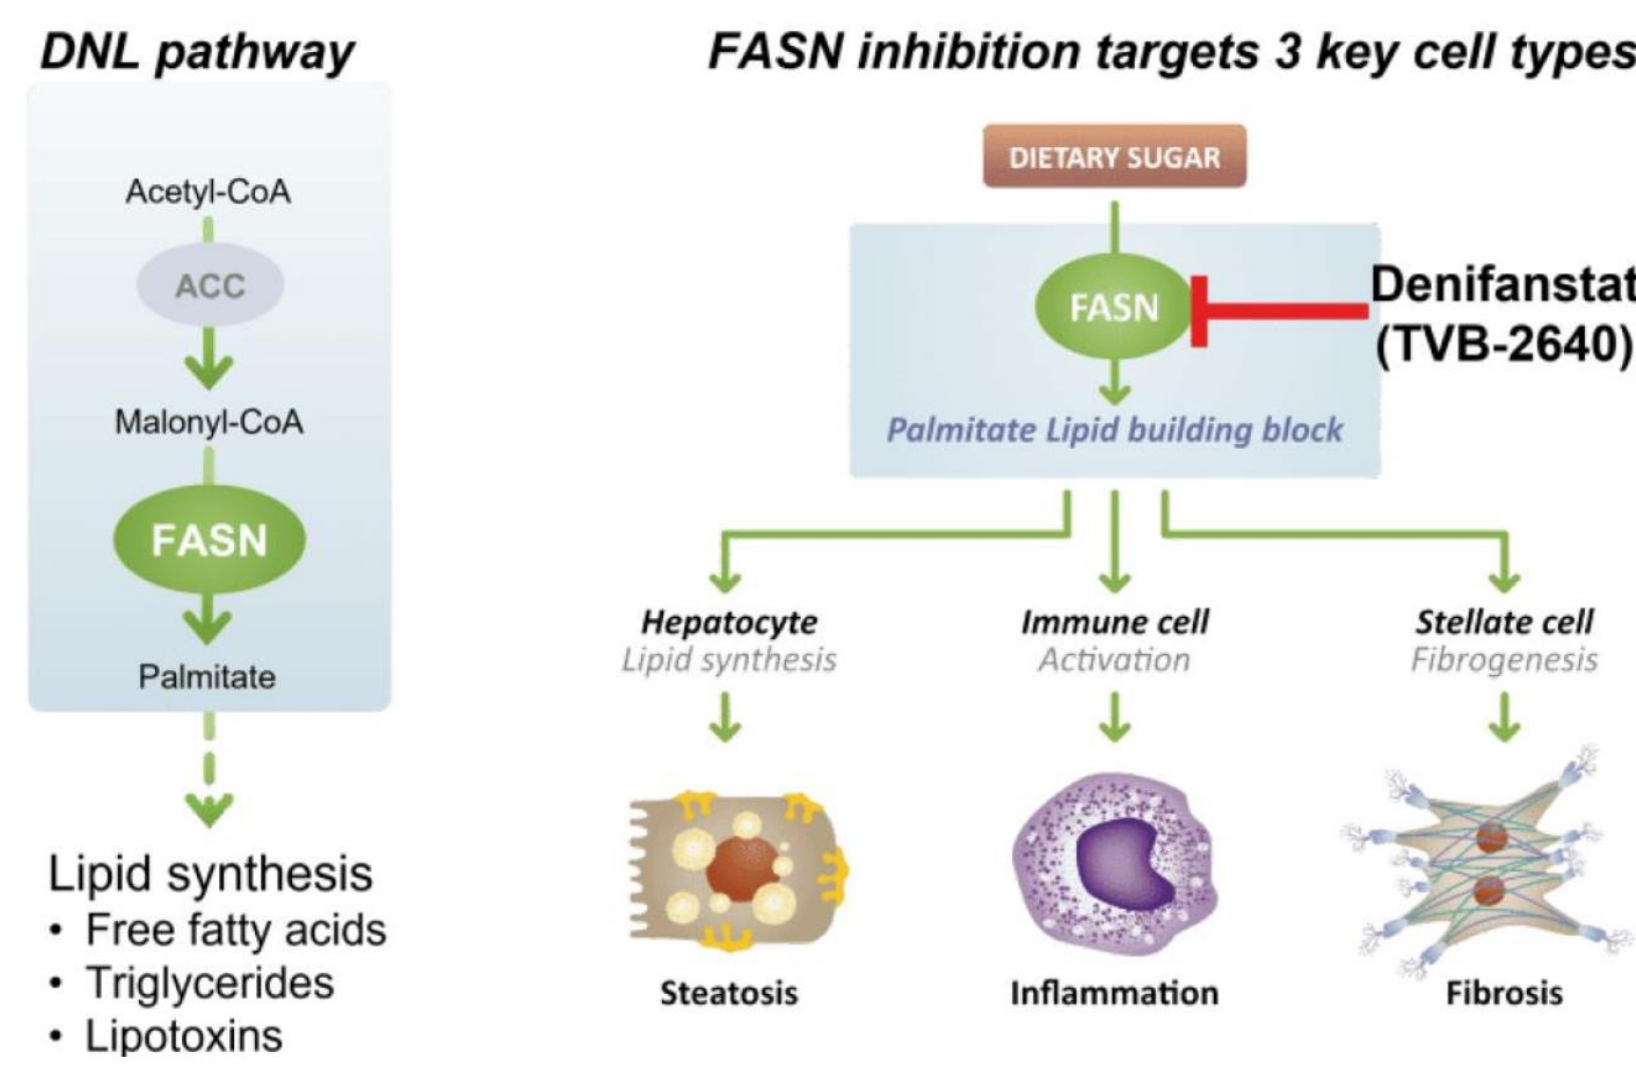 DNL pathway
Acetyl-CoA
ACC
Malonyl-CoA
FASN
Palmitate
Lipid synthesis
• Free fatty acids
• Triglycerides
• Lipotoxins
FASN inhibition targets 3 key cell types
DIETARY SUGAR
FASN
Denifanstat
(TVB-2640)
Palmitate Lipid building block
Hepatocyte
Lipid synthesis
Steatosis
Immune cell
Activation
Inflammation
Stellate cell
Fibrogenesis
Fibrosis